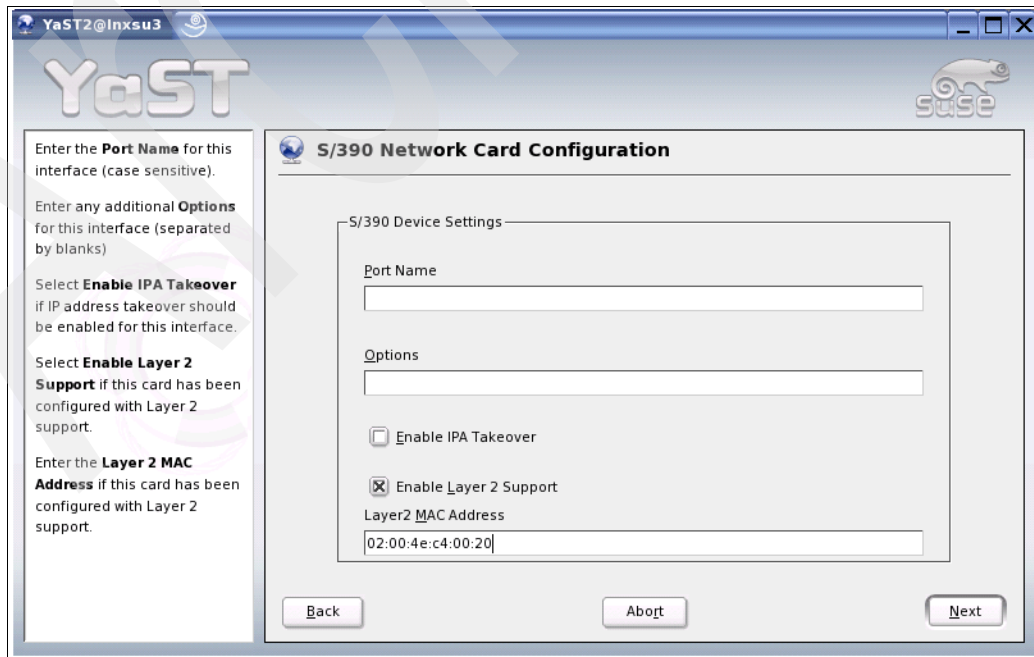 YaST2@lnxsu3
YaST
SUSE
Enter the Port Name for this
interface (case sensitive).
Enter any additional Options
for this interface (separated
by blanks)
Select Enable IPA Takeover
if IP address takeover should
be enabled for this interface.
Select Enable Layer 2
Support if this card has been
configured with Layer 2
support.
Enter the Layer 2 MAC
Address if this card has been
configured with Layer 2
support.
S/390 Network Card Configuration
S/390 Device Settings
Port Name
Options
Enable IPA Takeover
Enable Layer 2 Support
Layer2 MAC Address
02:00:4e:c4:00:20
Back
Abort
Next